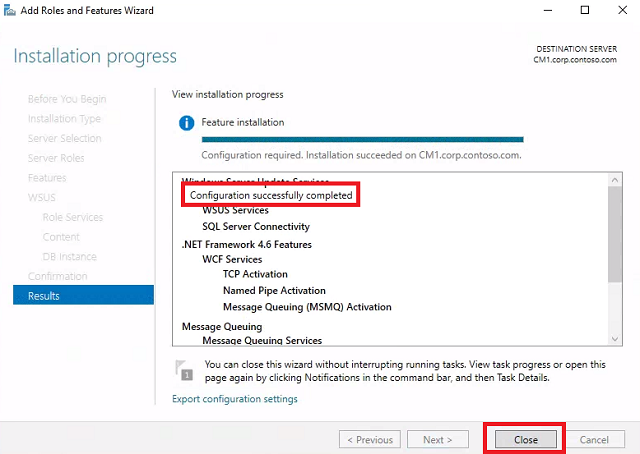 Add Roles and Features Wizard
Installation progress
DESTINATION SERVER
CM1.corp.contoso.com
Before You Begin
Installation Type
Server Selection
Server Roles
Features
WSUS
Role Services
Content
DB Instance
Confirmation
Results
View installation progress
Feature installation
Configuration required. Installation succeeded on CM1.corp.contoso.com.
Windows Server Update Services
Configuration successfully completed
WSUS Services
SQL Server Connectivity
.NET Framework 4.6 Features
WCF Services
TCP Activation
Named Pipe Activation
Message Queuing (MSMQ) Activation
Message Queuing
Message Queuing Services
1
You can close this wizard without interrupting running tasks. View task progress or open this
page again by clicking Notifications in the command bar, and then Task Details.
Export configuration settings
< Previous
Next >
Close
Cancel